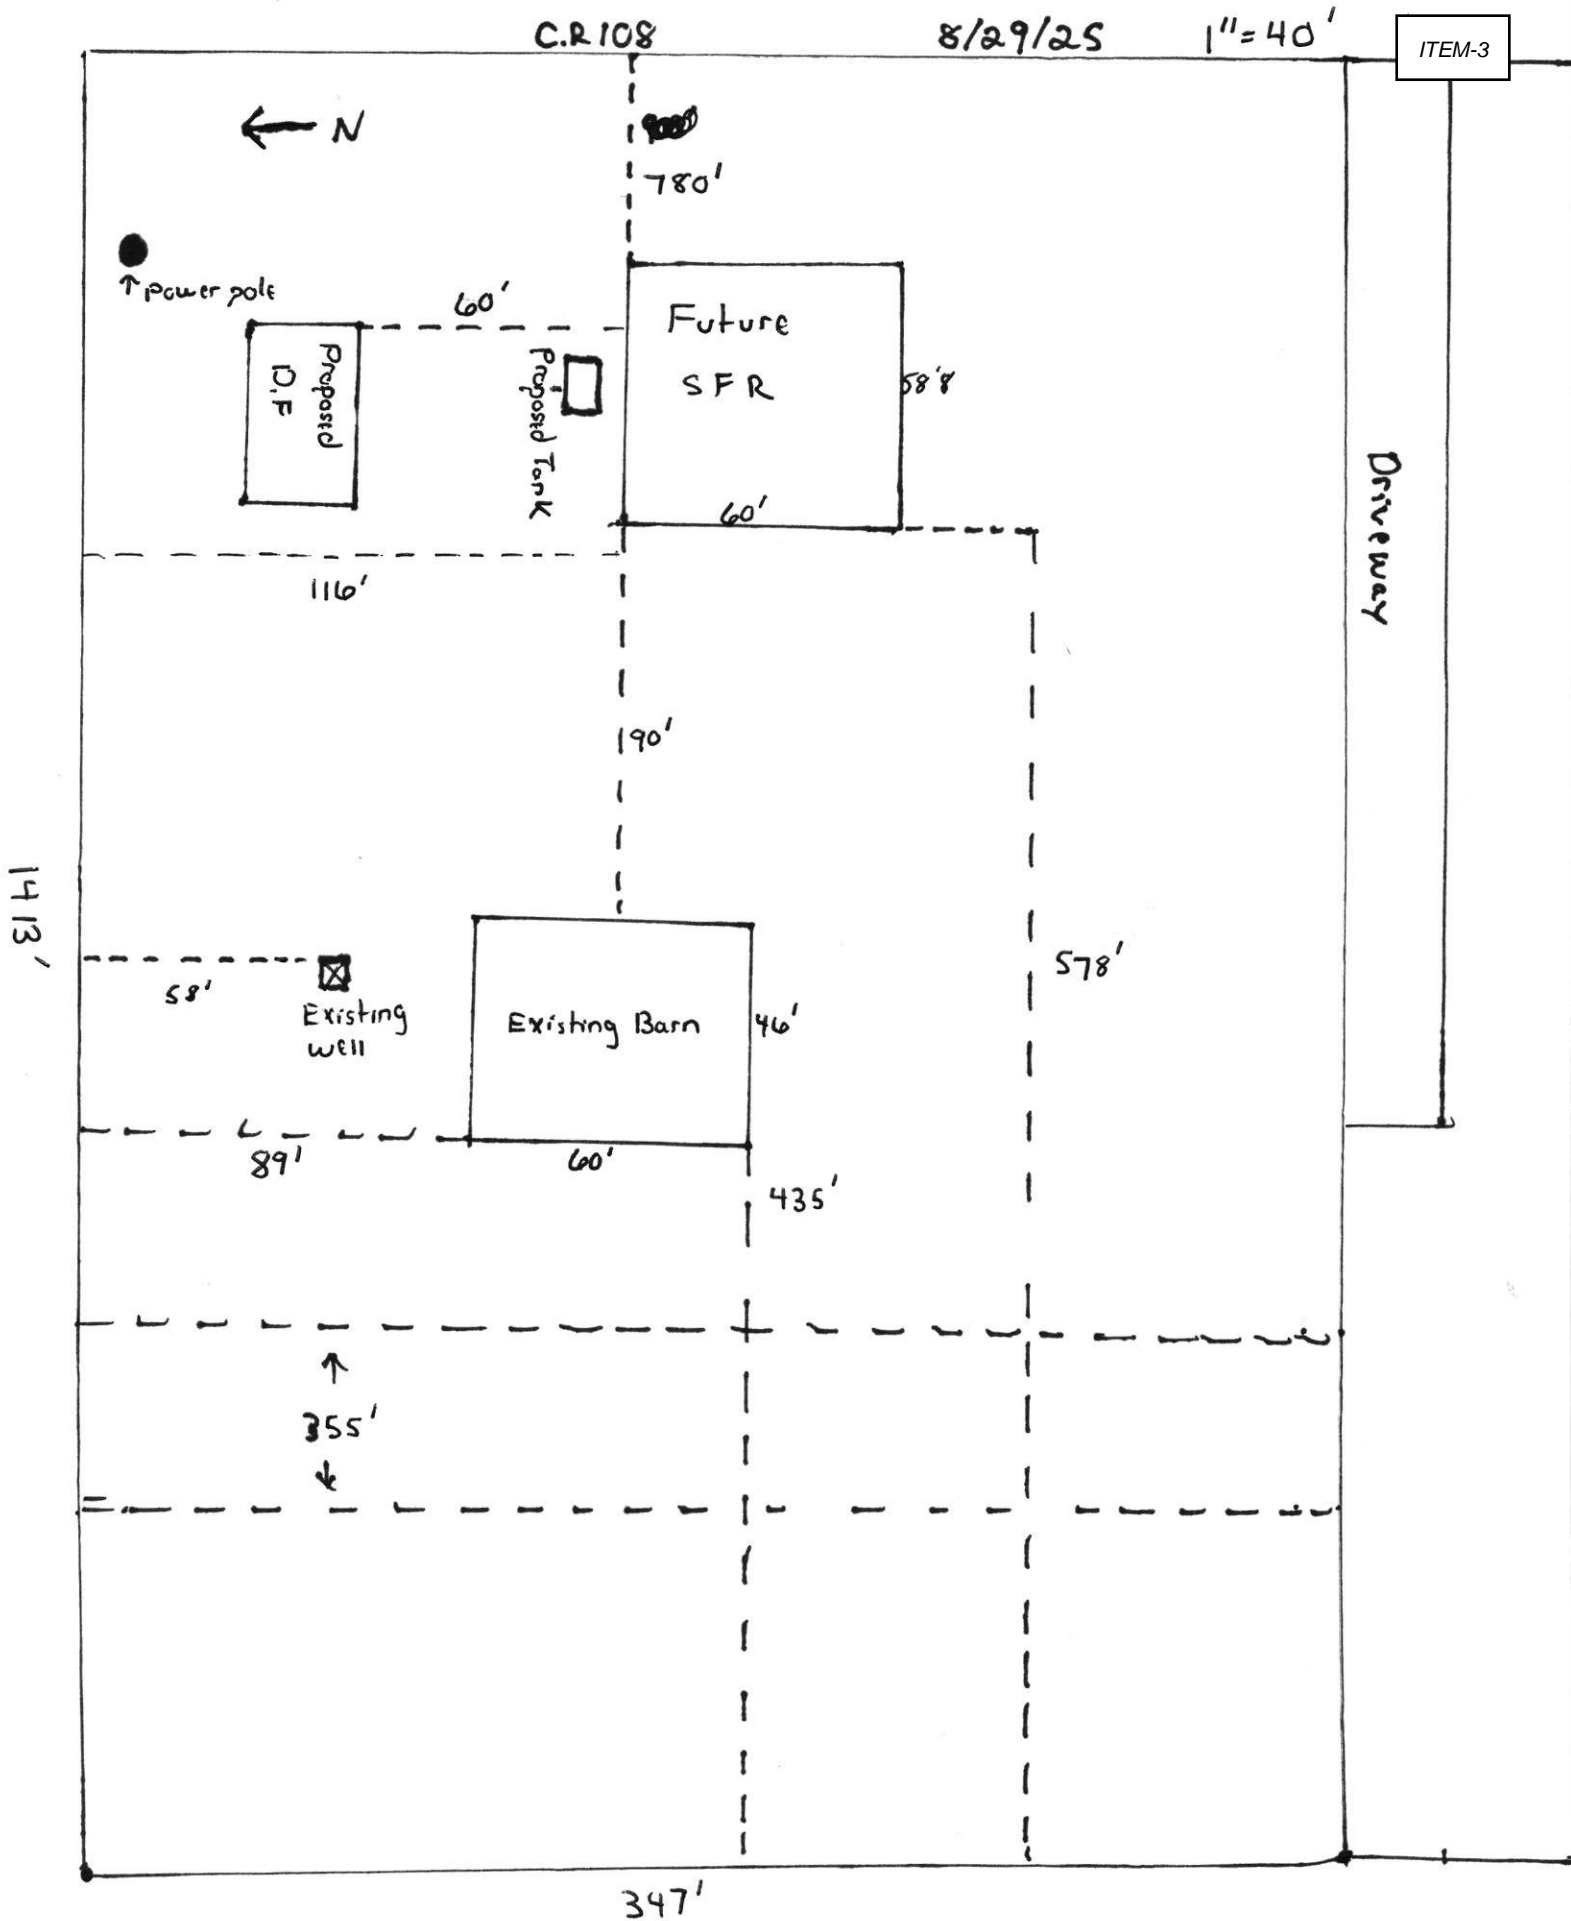 C.R 108
8/29/25
1"=40'
ITEM-3
N
780'
power pole
60'
Future
SFR
58'8
Proposed
D.F
Proposed Tank
60'
116'
Driveway
90'
1413'
58'
Existing
well
Existing Barn
46'
578'
89'
60'
435'
355'
347'